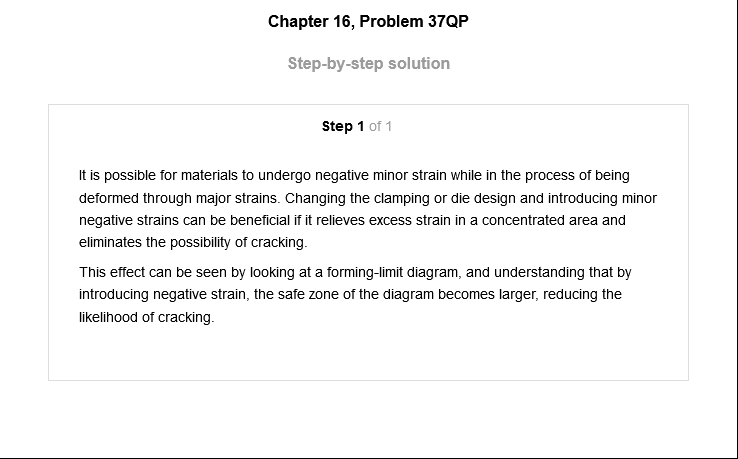 Chapter 16, Problem 37QP
Step-by-step solution
Step 1 of 1
It is possible for materials to undergo negative minor strain while in the process of being
deformed through major strains. Changing the clamping or die design and introducing minor
negative strains can be beneficial if it relieves excess strain in a concentrated area and
eliminates the possibility of cracking.
This effect can be seen by looking at a forming-limit diagram, and understanding that by
introducing negative strain, the safe zone of the diagram becomes larger, reducing the
likelihood of cracking.